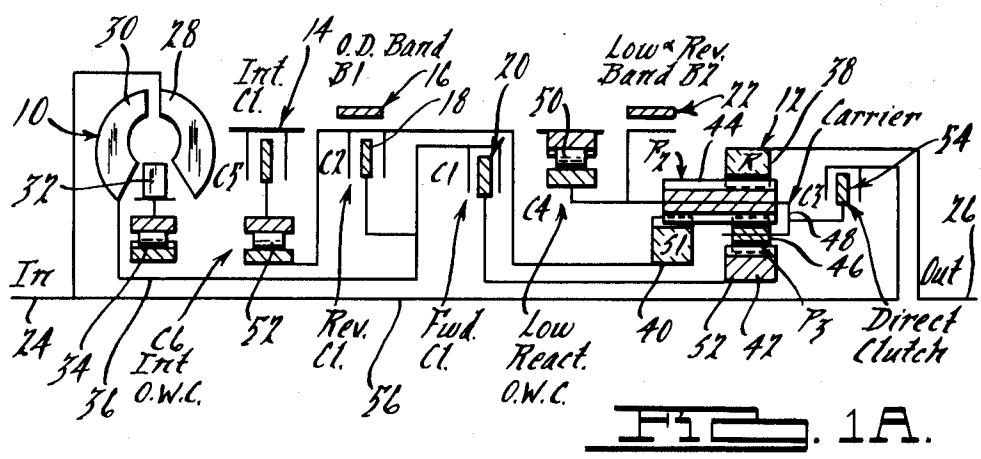 30
28
14
O.D. Band
B1
16
18
20
Low & Rev.
Band B2
22
44
12
38
Carrier
54
10
Int.
Cl.
50
32
C5
C2
C1
C4
P2
R
C3
S1
48
46
26
In
Out
24
34
36
C6
Int
O.W.C.
52
Rev.
Cl.
56
Fwd.
Cl.
Low
React.
O.W.C.
40
52
42
P3
Direct
Clutch
FIG. 1A.